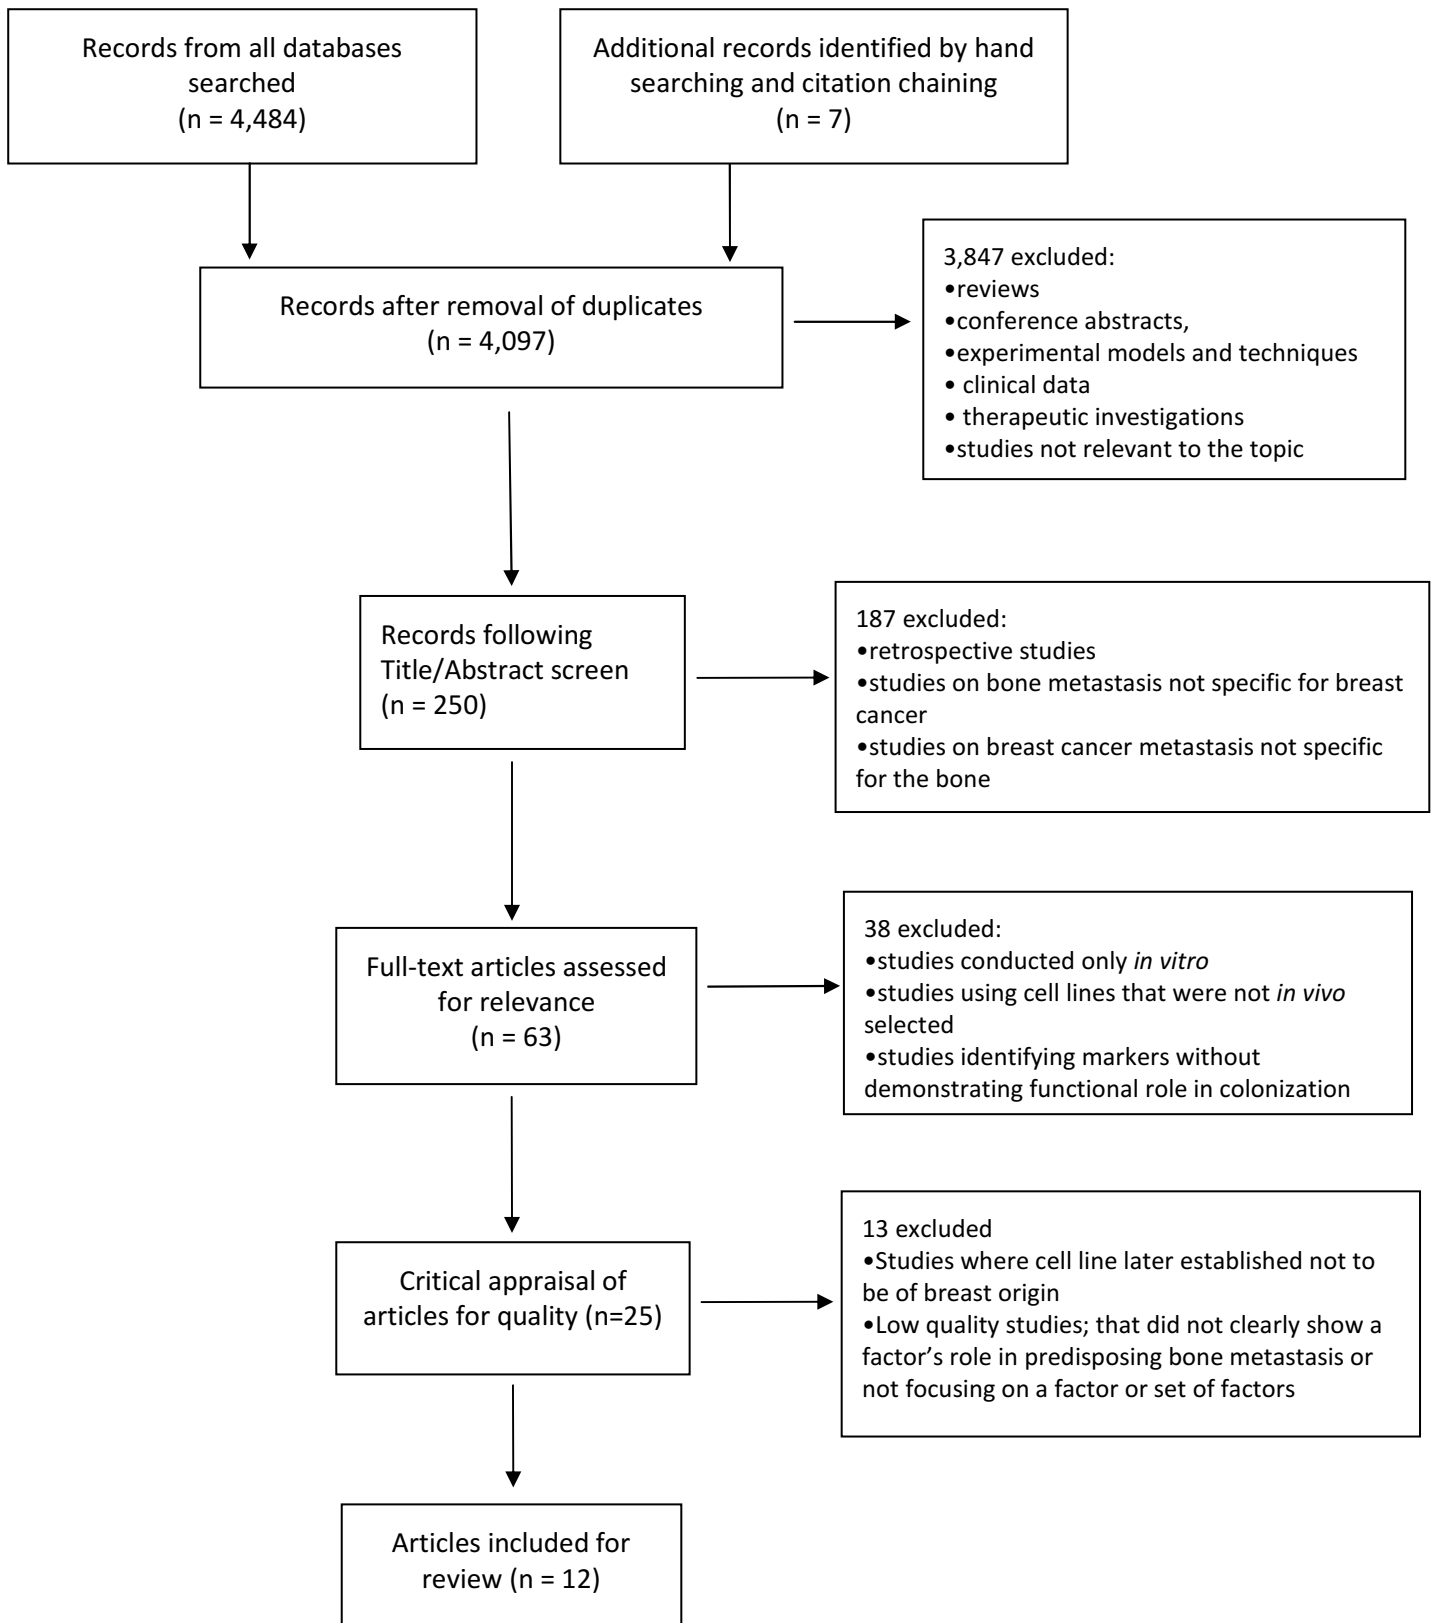 Records from all databases
searched
(n = 4,484)
Additional records identified by hand
searching and citation chaining
(n = 7)
Records after removal of duplicates
(n = 4,097)
3,847 excluded:
•reviews
•conference abstracts,
•experimental models and techniques
• clinical data
• therapeutic investigations
•studies not relevant to the topic
Records following
Title/Abstract screen
(n = 250)
187 excluded:
•retrospective studies
•studies on bone metastasis not specific for breast
cancer
•studies on breast cancer metastasis not specific
for the bone
Full-text articles assessed
for relevance
(n = 63)
38 excluded:
•studies conducted only in vitro
•studies using cell lines that were not in vivo
selected
•studies identifying markers without
demonstrating functional role in colonization
Critical appraisal of
articles for quality (n=25)
13 excluded
•Studies where cell line later established not to
be of breast origin
•Low quality studies; that did not clearly show a
factor’s role in predisposing bone metastasis or
not focusing on a factor or set of factors
Articles included for
review (n = 12)